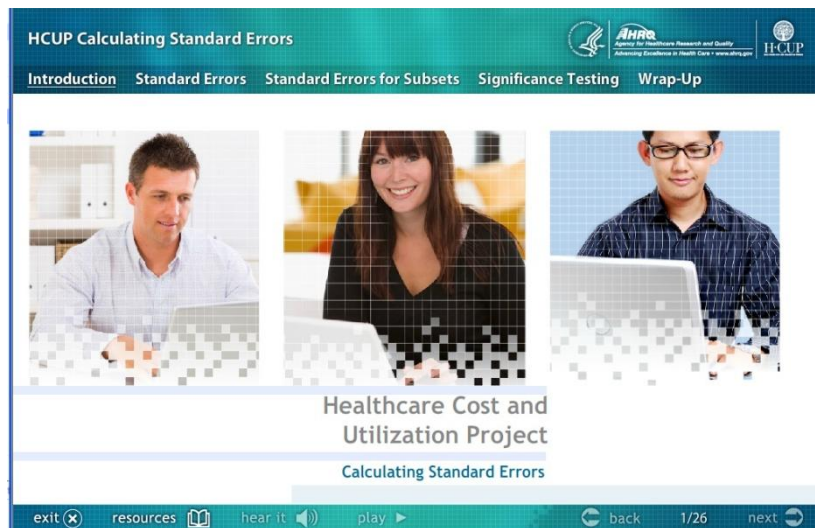 HCUP Calculating Standard Errors
AHRQ
Agency for Healthcare Research and Quality
Advancing Excellence in Health Care • www.ahrq.gov
H·CUP
Introduction Standard Errors Standard Errors for Subsets Significance Testing Wrap-Up
Healthcare Cost and
Utilization Project
Calculating Standard Errors
exit resources hear it play back 1/26 next